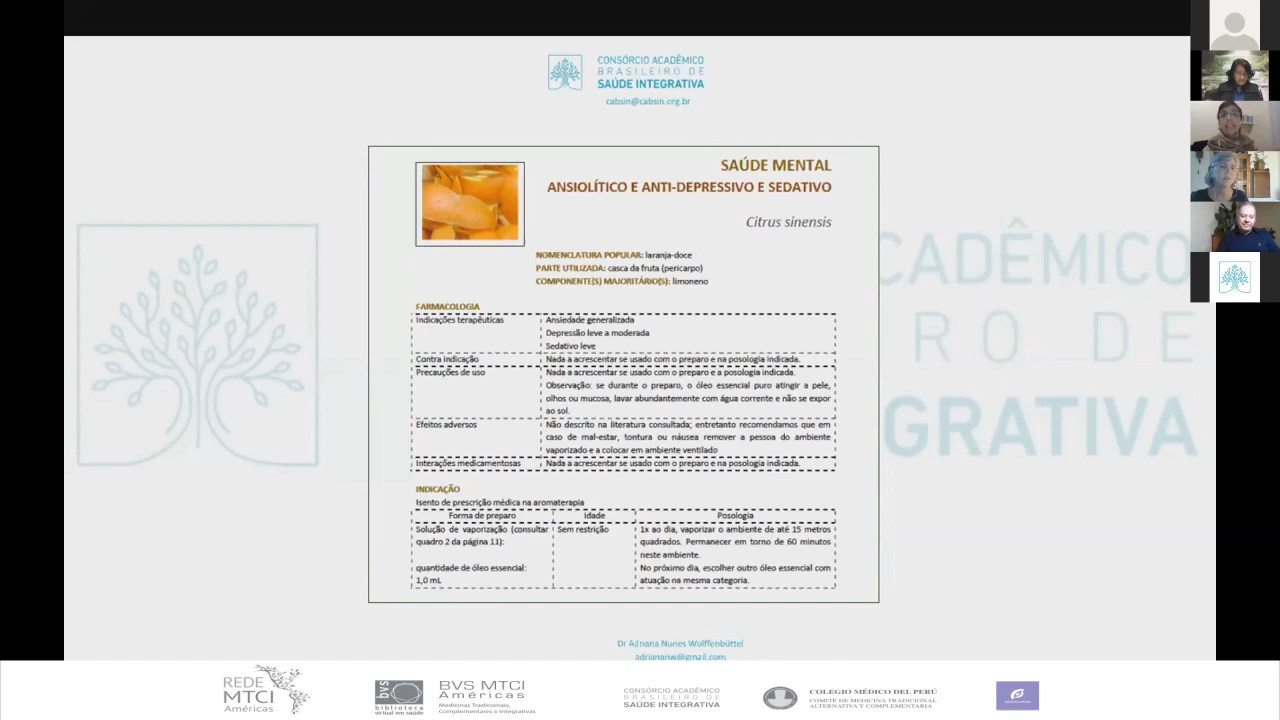 CONSÓRCIO ACADÊMICO
BRASILEIRO DE
SAÚDE INTEGRATIVA
cabsin@cabsin.org.br
SAÚDE MENTAL
ANSIOLÍTICO E ANTI-DEPRESSIVO E SEDATIVO
Citrus sinensis
NOMENCLATURA POPULAR: laranja-doce
PARTE UTILIZADA: casca da fruta (pericarpo)
COMPONENTE(S) MAJORITÁRIO(S): limoneno
FARMACOLOGIA
Indicações terapêuticas Ansiedade generalizada
Depressão leve a moderada
Sedativo leve
Contra indicação Nada a acrescentar se usado com o preparo e na posologia indicada.
Precauções de uso Nada a acrescentar se usado com o preparo e a posologia indicada.
Observação: se durante o preparo, o óleo essencial puro atingir a pele,
olhos ou mucosa, lavar abundantemente com água corrente e não se expor
ao sol.
Efeitos adversos Não descrito na literatura consultada; entretanto recomendamos que em
caso de mal-estar, tontura ou náusea remover a pessoa do ambiente
vaporizado e a colocar em ambiente ventilado
Interações medicamentosas Nada a acrescentar se usado com o preparo e na posologia indicada.
INDICAÇÃO
Isento de prescrição médica na aromaterapia
Forma de preparo Idade Posologia
Solução de vaporização (consultar Sem restrição 1x ao dia, vaporizar o ambiente de até 15 metros
quadro 2 da página 11): quadrados. Permanecer em torno de 60 minutos
neste ambiente.
quantidade de óleo essencial: No próximo dia, escolher outro óleo essencial com
1,0 mL atuação na mesma categoria.
ACADÊMICO
RO DE
GRATIVA
Dr Adriana Nunes Wolffenbüttel
adriananw@gmail.com
REDE
MTCI
Américas
BVS
biblioteca
virtual em saúde
BVS MTCI
Américas
Medicinas Tradicionais,
Complementares e Integrativas
CONSÓRCIO ACADÊMICO
BRASILEIRO DE
SAÚDE INTEGRATIVA
COLEGIO MÉDICO DEL PERÚ
COMITÉ DE MEDICINA TRADICIONAL
ALTERNATIVA Y COMPLEMENTARIA